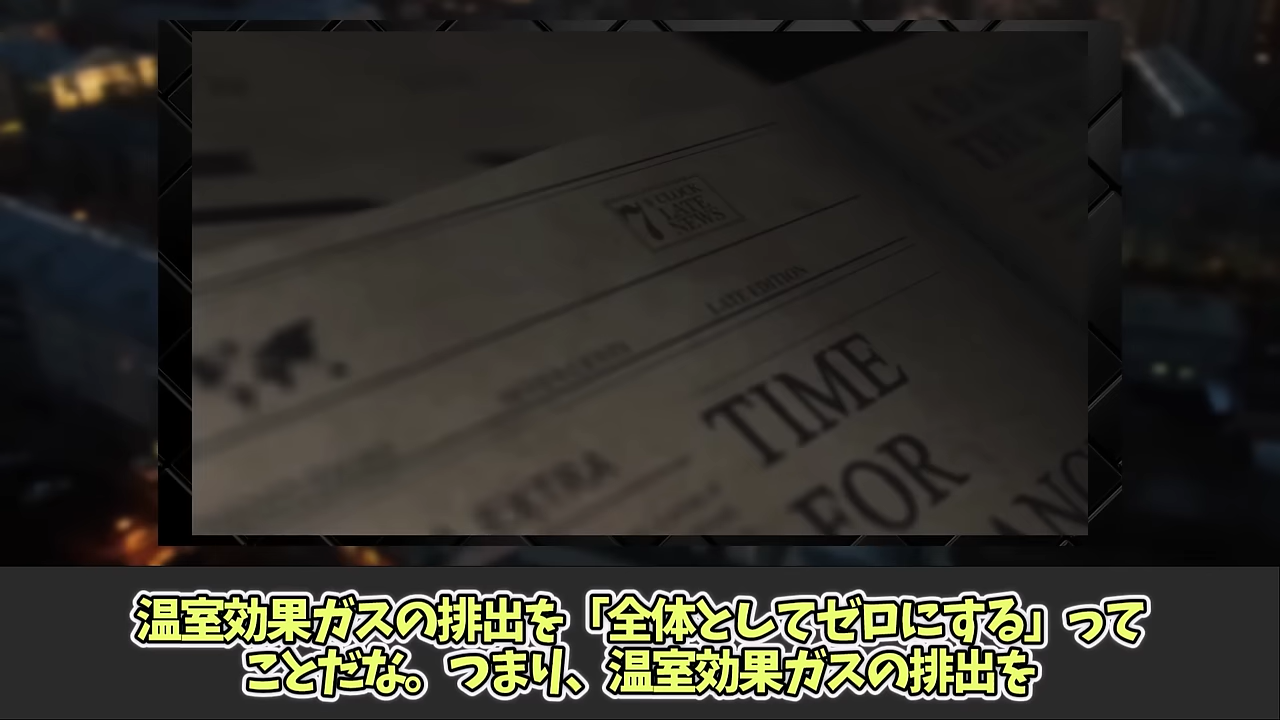 7 O'CLOCK
LATE
NEWS
LATE EDITION
EXTRA
TIME
FOR
温室効果ガスの排出を「全体としてゼロにする」って
ことだな。つまり、温室効果ガスの排出を